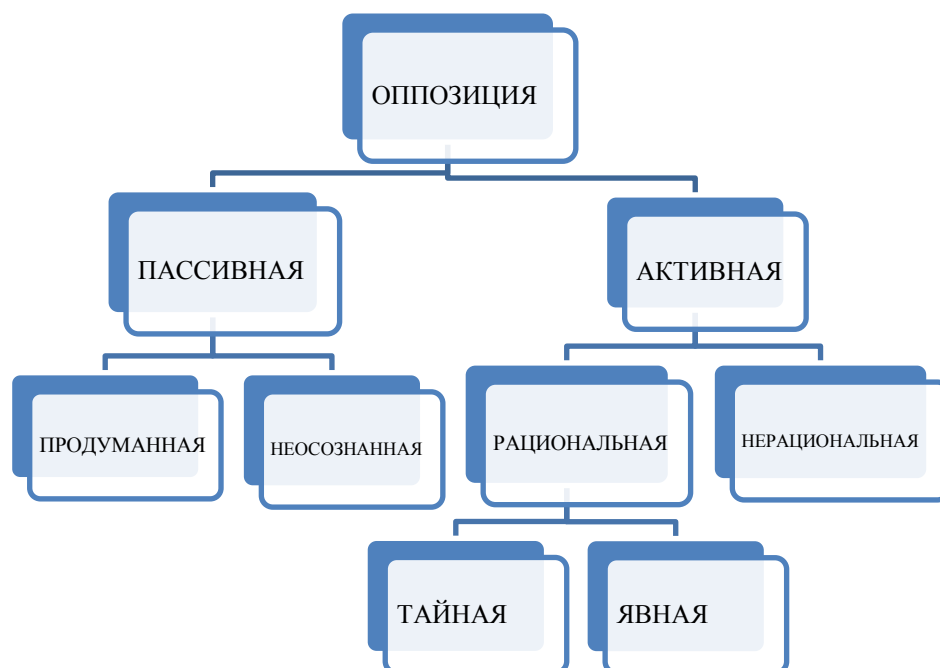 ОППОЗИЦИЯ
ПАССИВНАЯ
АКТИВНАЯ
ПРОДУМАННАЯ
НЕОСОЗНАННАЯ
РАЦИОНАЛЬНАЯ
НЕРАЦИОНАЛЬНАЯ
ТАЙНАЯ
ЯВНАЯ